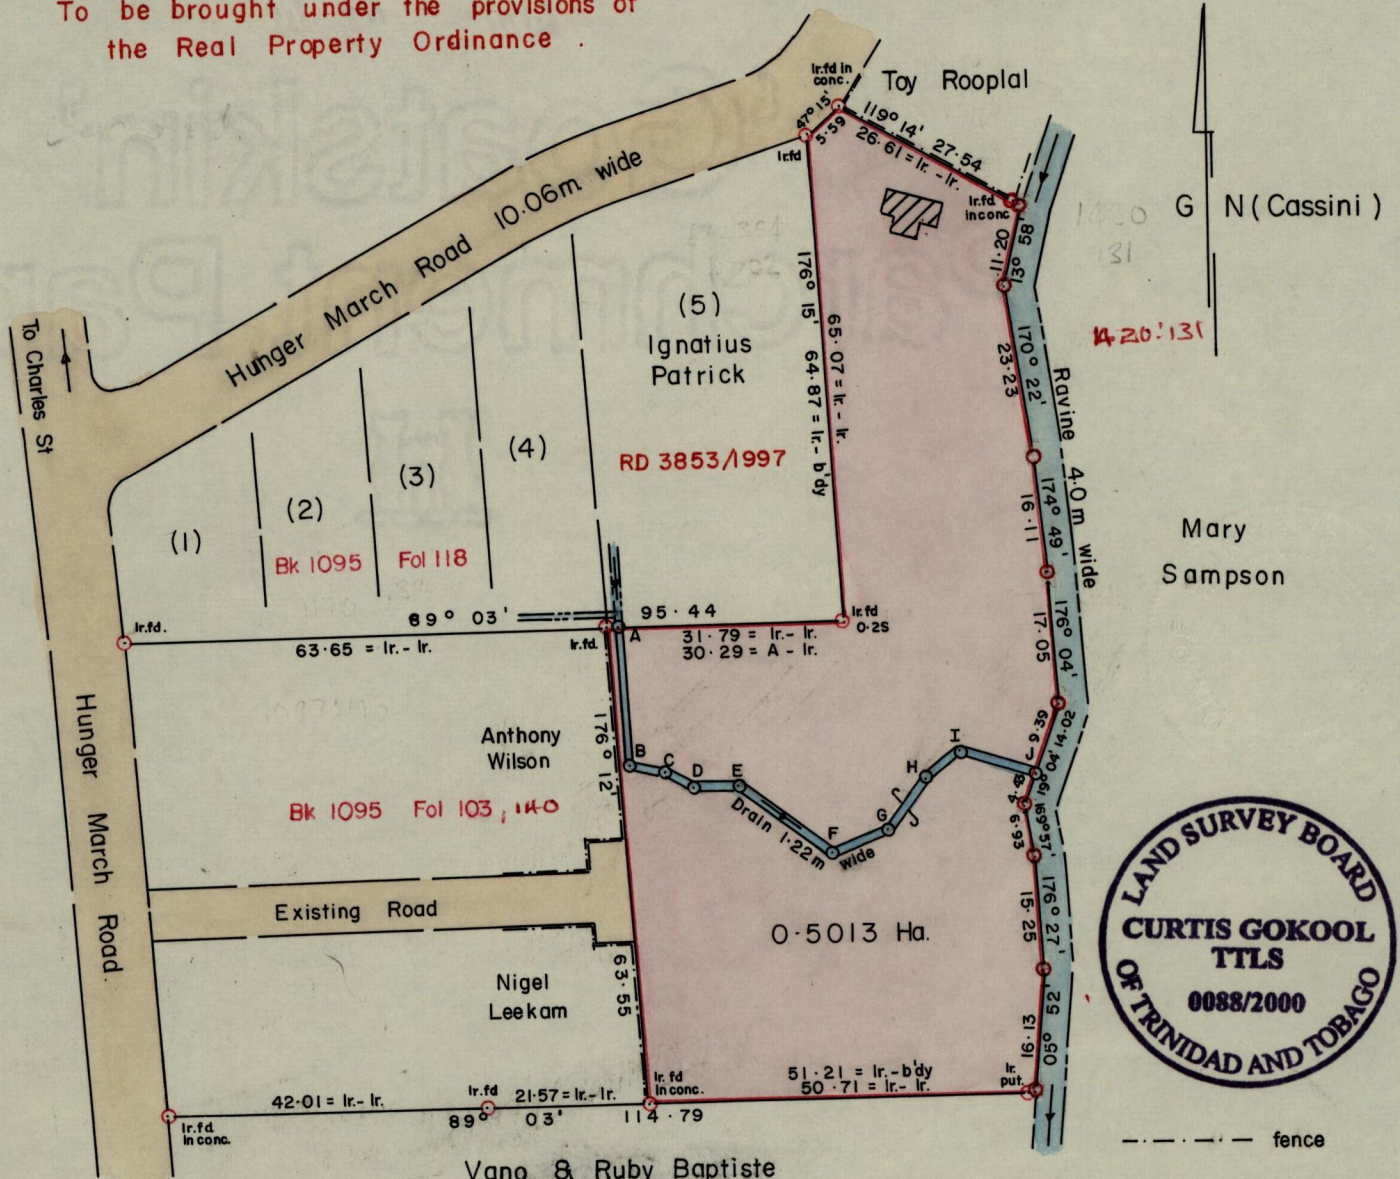 To be brought under the provisions of
the Real Property Ordinance .
Ir.fd in
conc.
Toy Rooplal
47° 15'
5·59
119° 14' 27·54
26·61 = Ir. - Ir.
Ir.fd
Ir.fd
in conc
G N ( Cassini )
Hunger March Road 10·06m wide
To Charles St
11·20
13° 58'
(5)
Ignatius
Patrick
RD 3853/1997
176° 15'
65·07 = Ir. - Ir.
64·87 = Ir. - b'dy
170° 22'
23·23
Ravine 4·0 m wide
1420
131
14 20:131
(4)
(3)
(2)
(1)
Bk 1095 Fol 118
174° 49'
16·11
Mary
Sampson
176° 04'
17·05
Ir.fd.
89° 03' 95·44
63·65 = Ir.- Ir.
Ir.fd.
A
31·79 = Ir.- Ir.
30·29 = A - Ir.
Ir.fd
0·2S
Anthony
Wilson
176° 12'
63·55
Bk 1095 Fol 103, 140
B C D E F G H I
Drain 1·22m wide
9·39
14·02
19° 04'
4·63
169° 57'
6·93
Hunger March Road
Existing Road
0·5013 Ha.
176° 27'
15·25
Nigel
Leekam
05° 52'
16·13
LAND SURVEY BOARD
CURTIS GOKOOL
TTLS
0088/2000
OF TRINIDAD AND TOBAGO
42·01 = Ir.- Ir.
Ir.fd
21·57 = Ir.- Ir.
Ir. fd
in conc.
51·21 = Ir.- b'dy
50·71 = Ir.- Ir.
Ir.
put.
Ir.fd
in conc.
89° 03' 114·79
fence
Vano & Ruby Baptiste